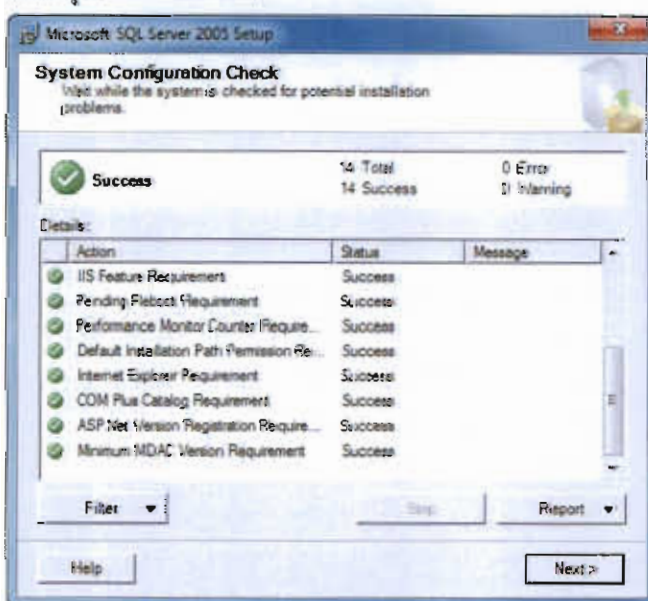 Microsoft SQL Server 2005 Setup
System Configuration Check
Wait while the system is checked for potential installation
problems.
Success
14 Total
0 Error
14 Success
0 Warning
Details:
Action Status Message
IIS Feature Requirement Success
Pending Reboot Requirement Success
Performance Monitor Counter Require... Success
Default Installation Path Permission Re... Success
Internet Explorer Requirement Success
COM Plus Catalog Requirement Success
ASP.Net Version Registration Require... Success
Minimum MDAC Version Requirement Success
Filter
Stop
Report
Help
Next >